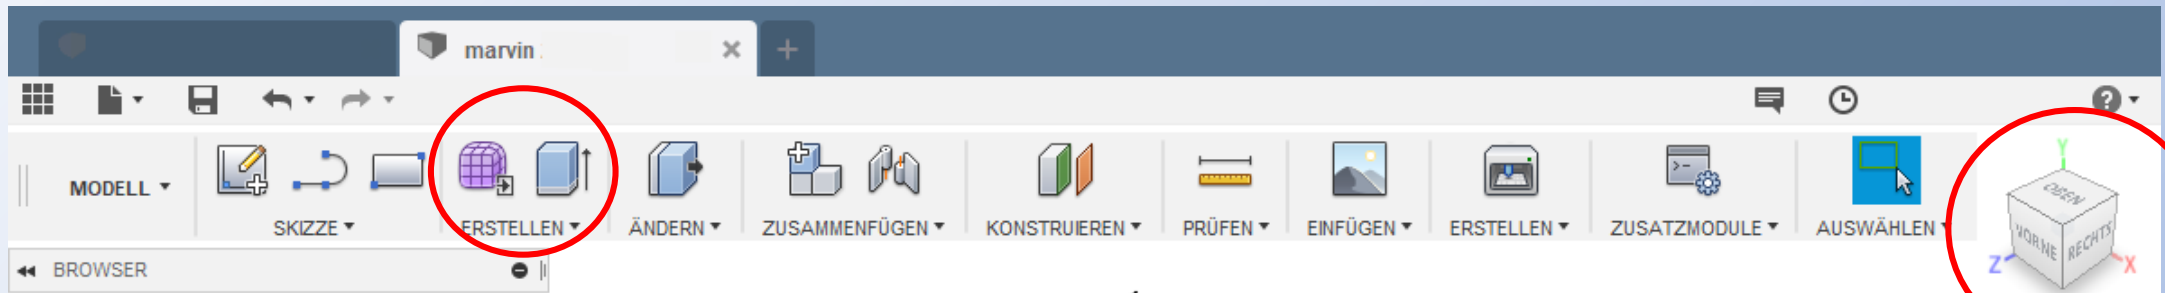 marvin
MODELL
SKIZZE
ERSTELLEN
ÄNDERN
ZUSAMMENFÜGEN
KONSTRUIEREN
PRÜFEN
EINFÜGEN
ERSTELLEN
ZUSATZMODULE
AUSWÄHLEN
Y
OBEN
VORNE
RECHTS
Z
X
BROWSER